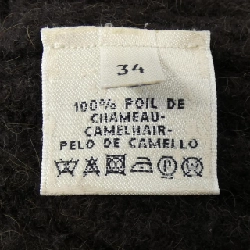 34
100% POIL DE
CHAMEAU-
CAMELHAIR-
PELO DE CAMELLO